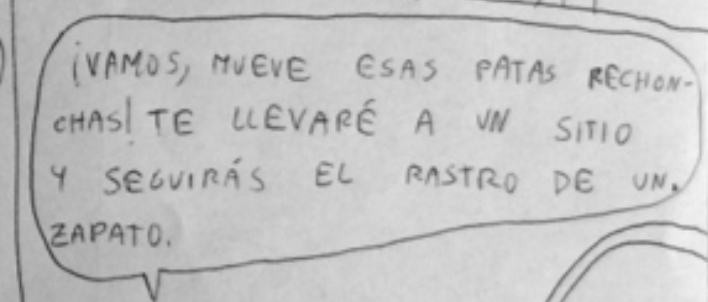 ¡VAMOS, MUEVE ESAS PATAS RECHON-
CHAS! TE LLEVARÉ A UN SITIO
Y SEGUIRÁS EL RASTRO DE UN
ZAPATO.